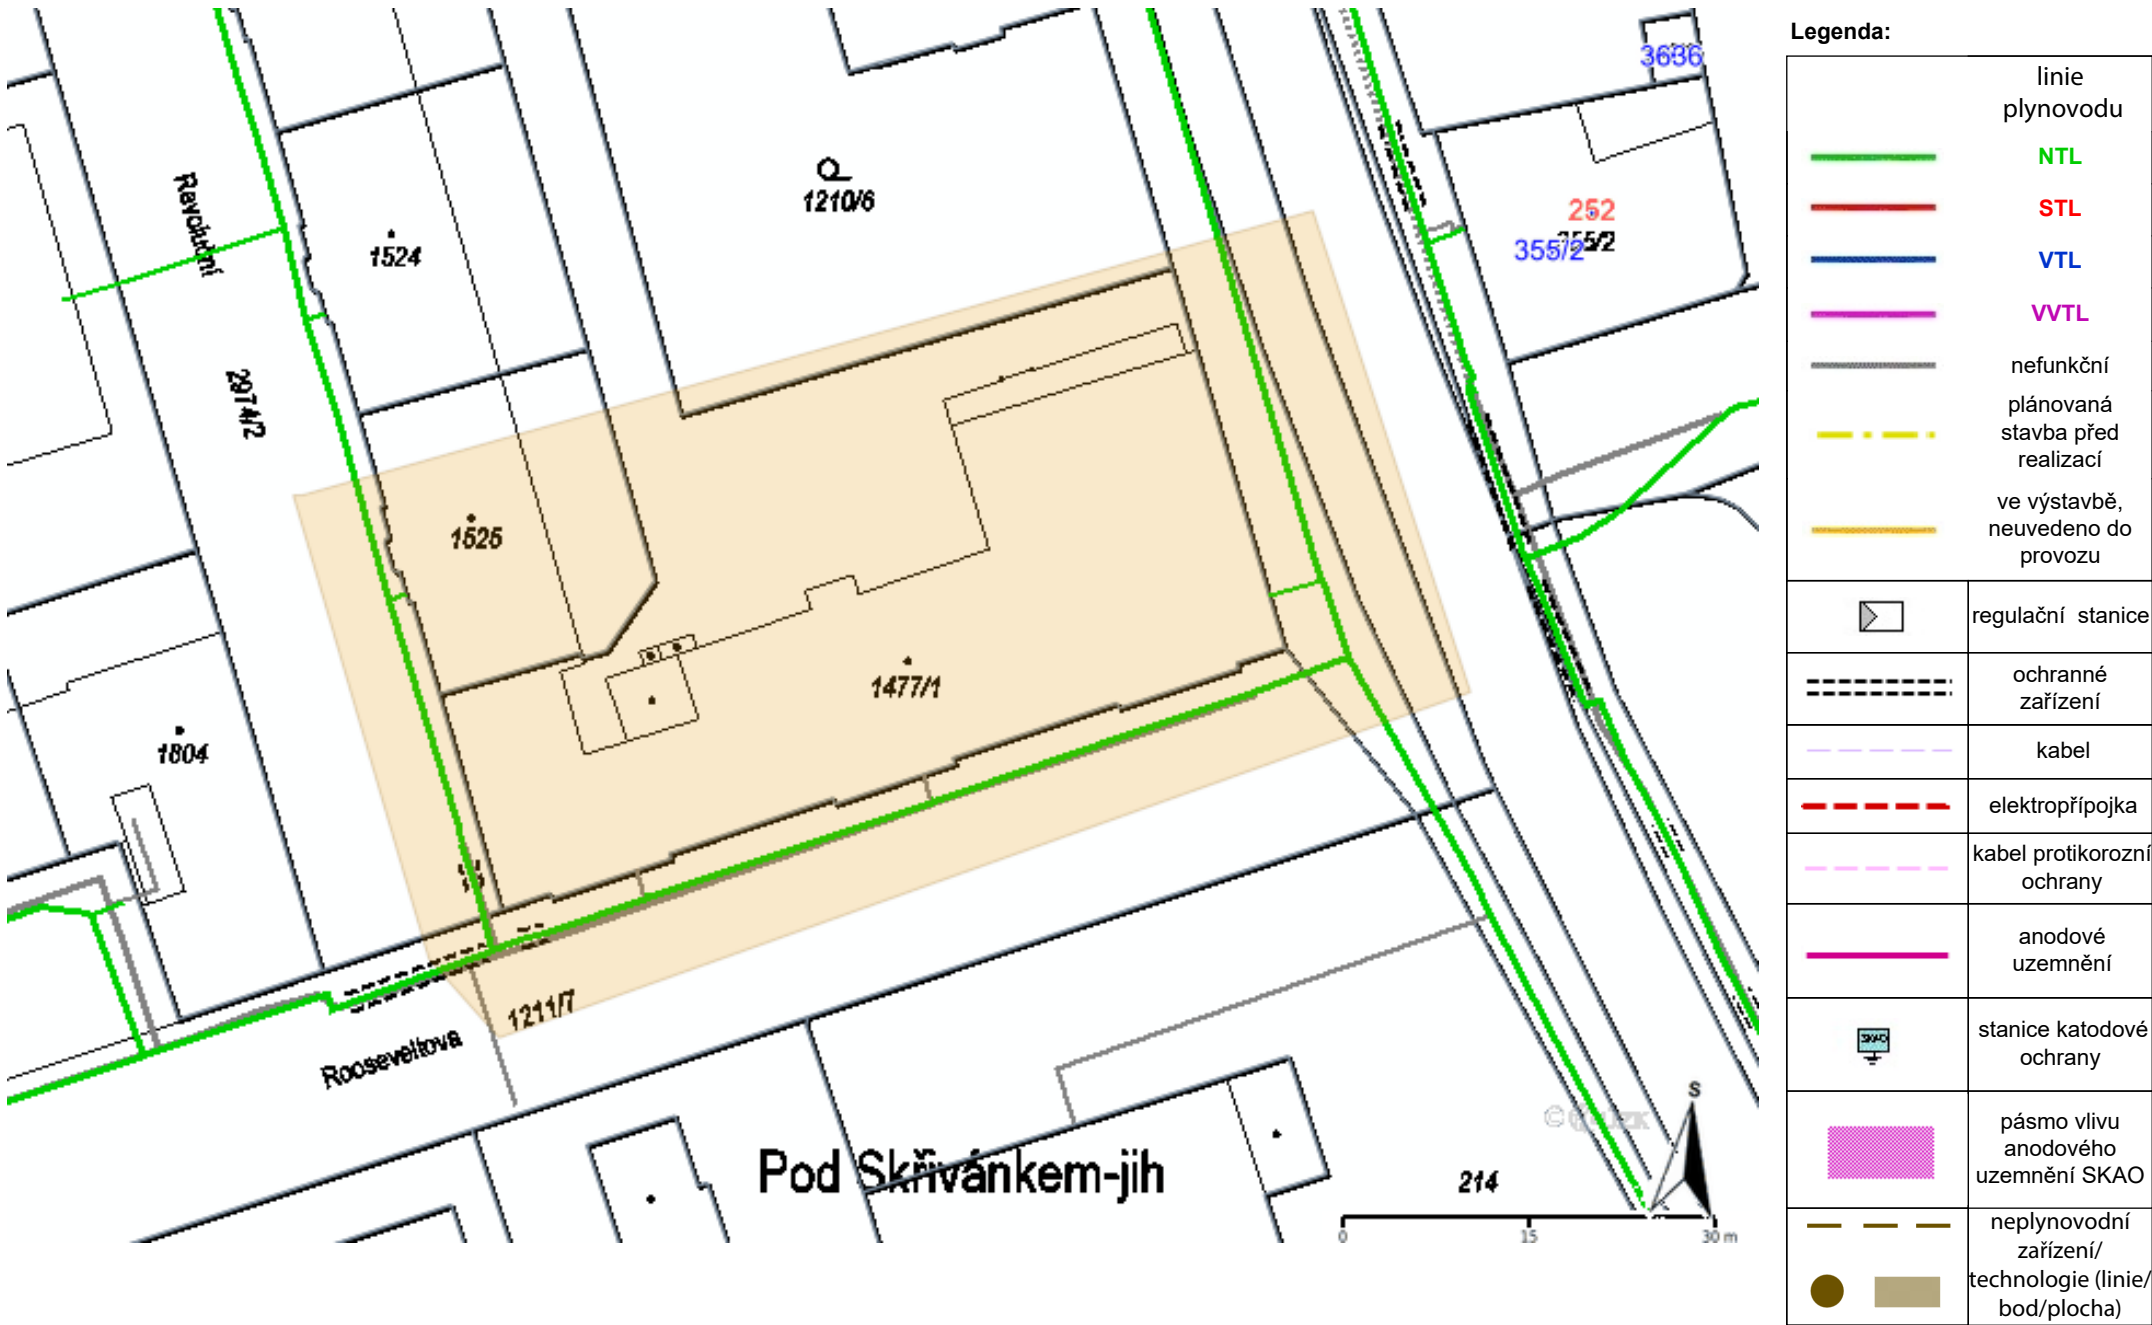 Legenda:
3636
linie
plynovodu
NTL
STL
VTL
VVTL
nefunkční
plánovaná
stavba před
realizací
ve výstavbě,
neuvedeno do
provozu
regulační stanice
ochranné
zařízení
kabel
elektropřípojka
kabel protikorozní
ochrany
anodové
uzemnění
SKAO
stanice katodové
ochrany
pásmo vlivu
anodového
uzemnění SKAO
neplynovodní
zařízení/
technologie (linie/
bod/plocha)
Revoluční
1210/6
1524
252
355/2
355/2
2974/2
1525
1477/1
1804
1211/7
Rooseveltova
Pod Skřivánkem-jih
214
S
0 15 30 m